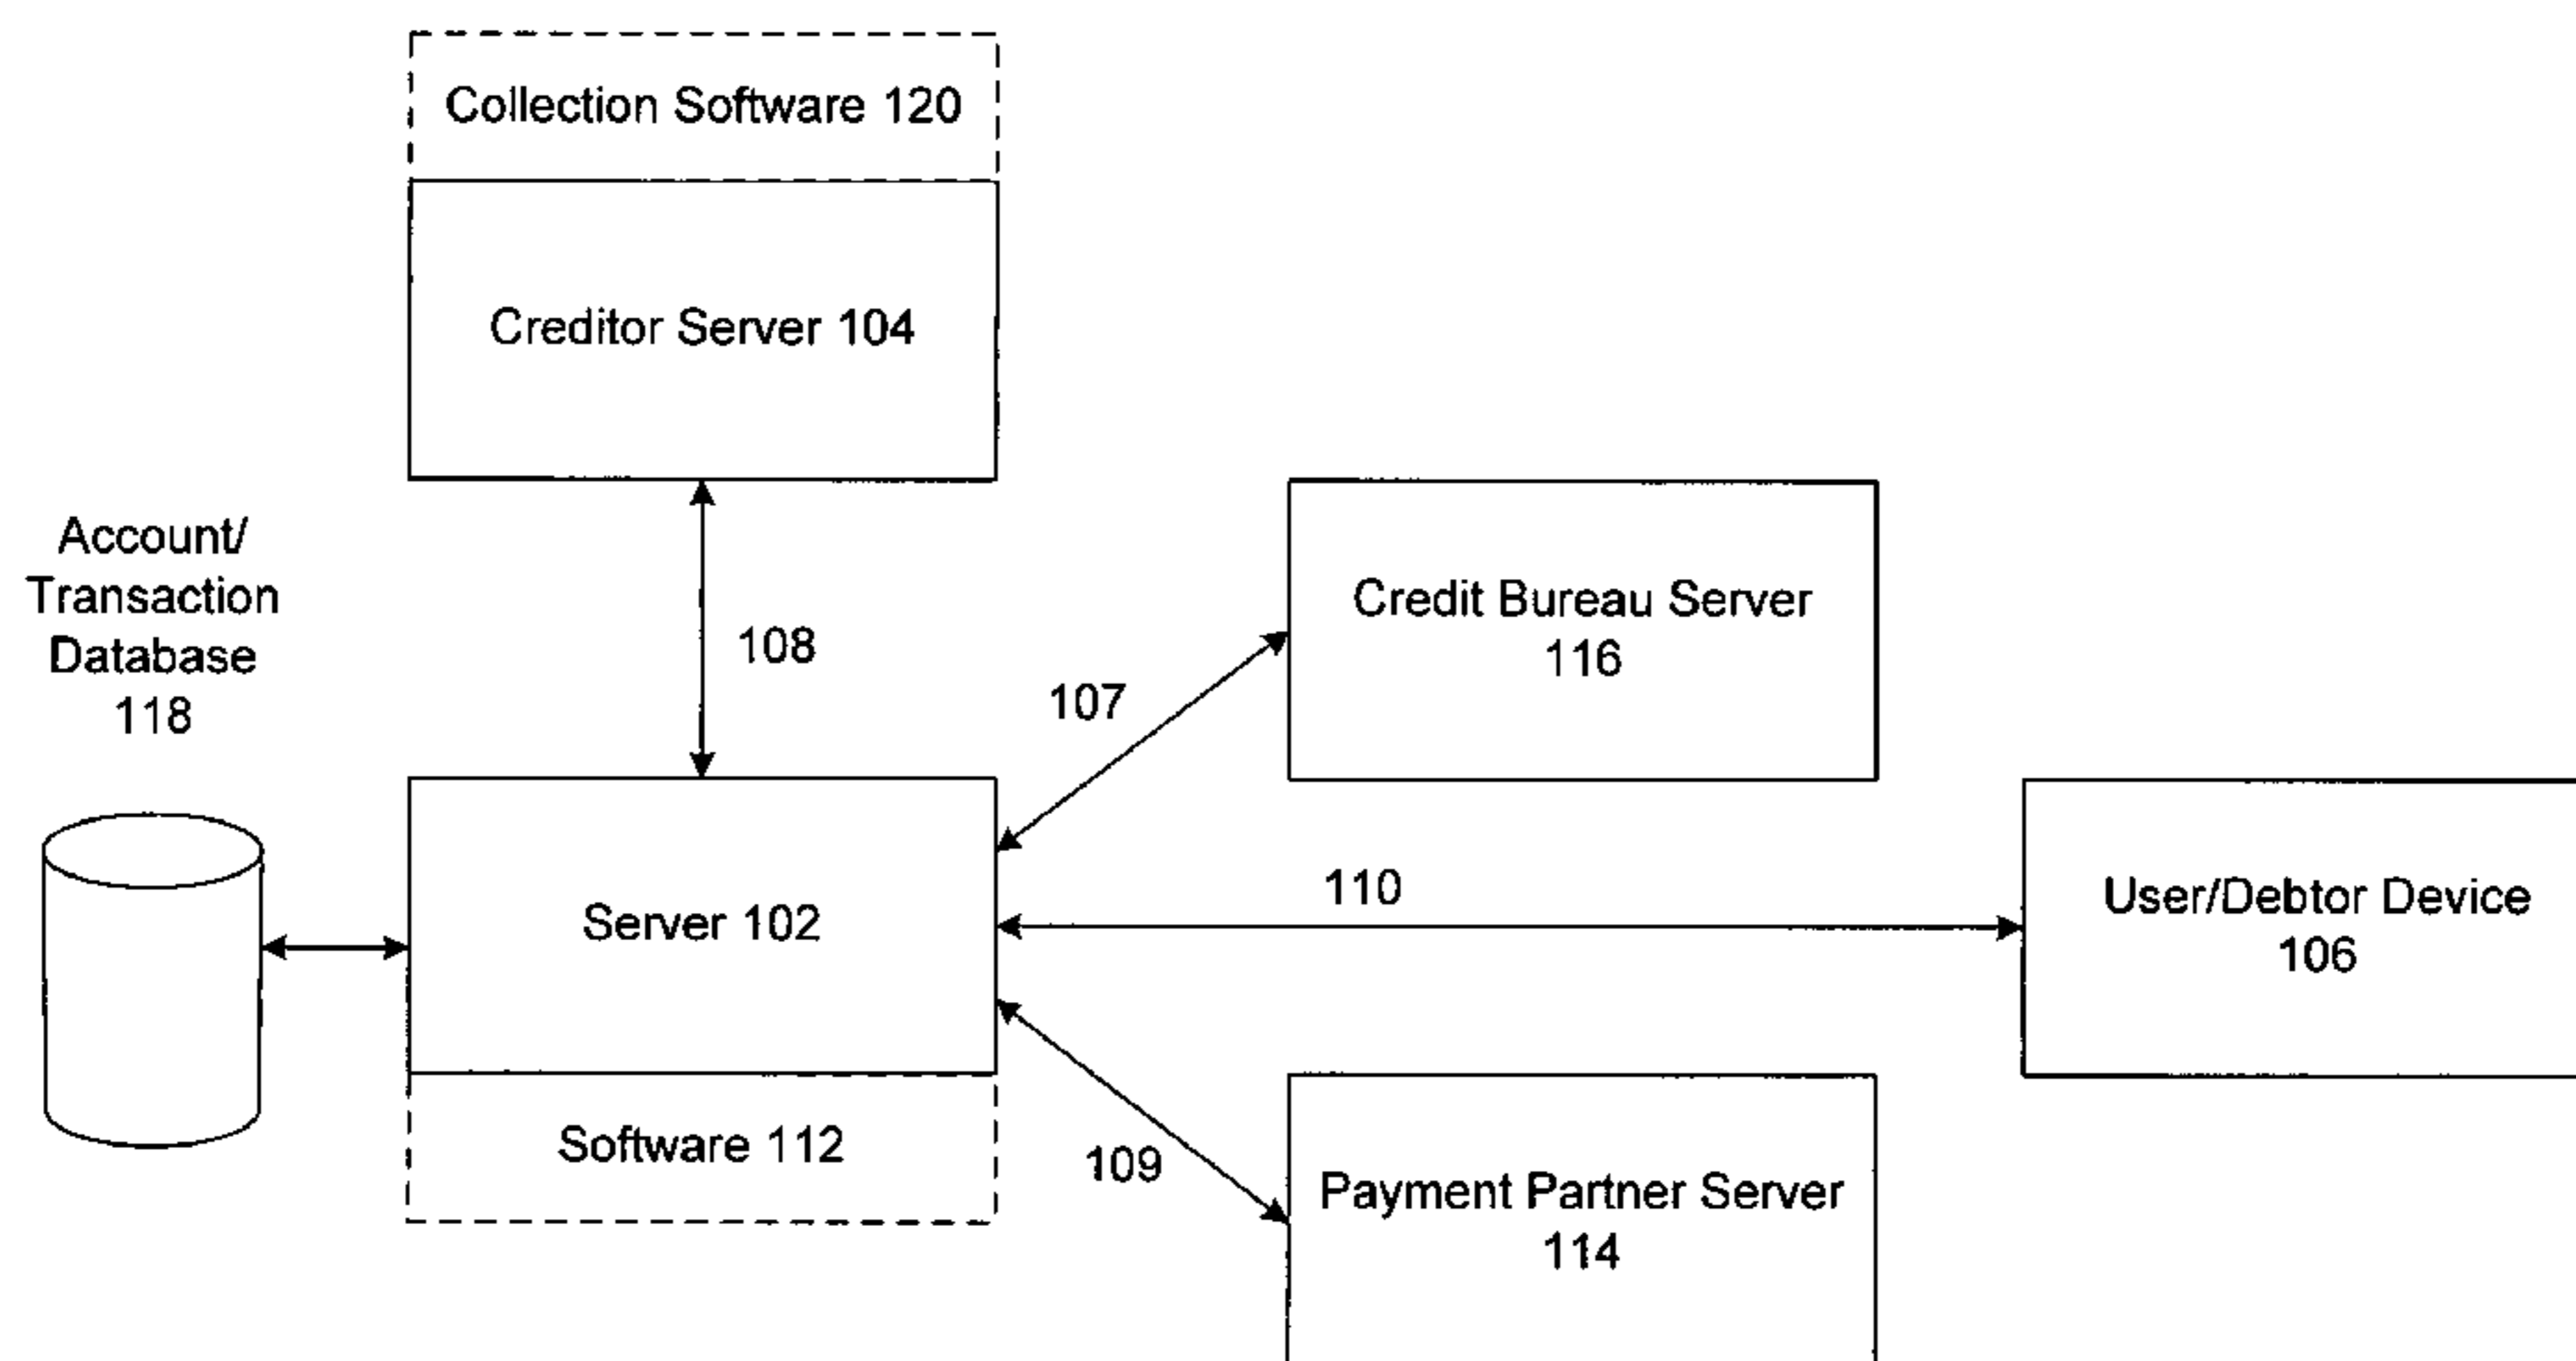 Collection Software 120
Creditor Server 104
Account/
Transaction
Database
118
108
107
Credit Bureau Server
116
Server 102
110
User/Debtor Device
106
Software 112
109
Payment Partner Server
114